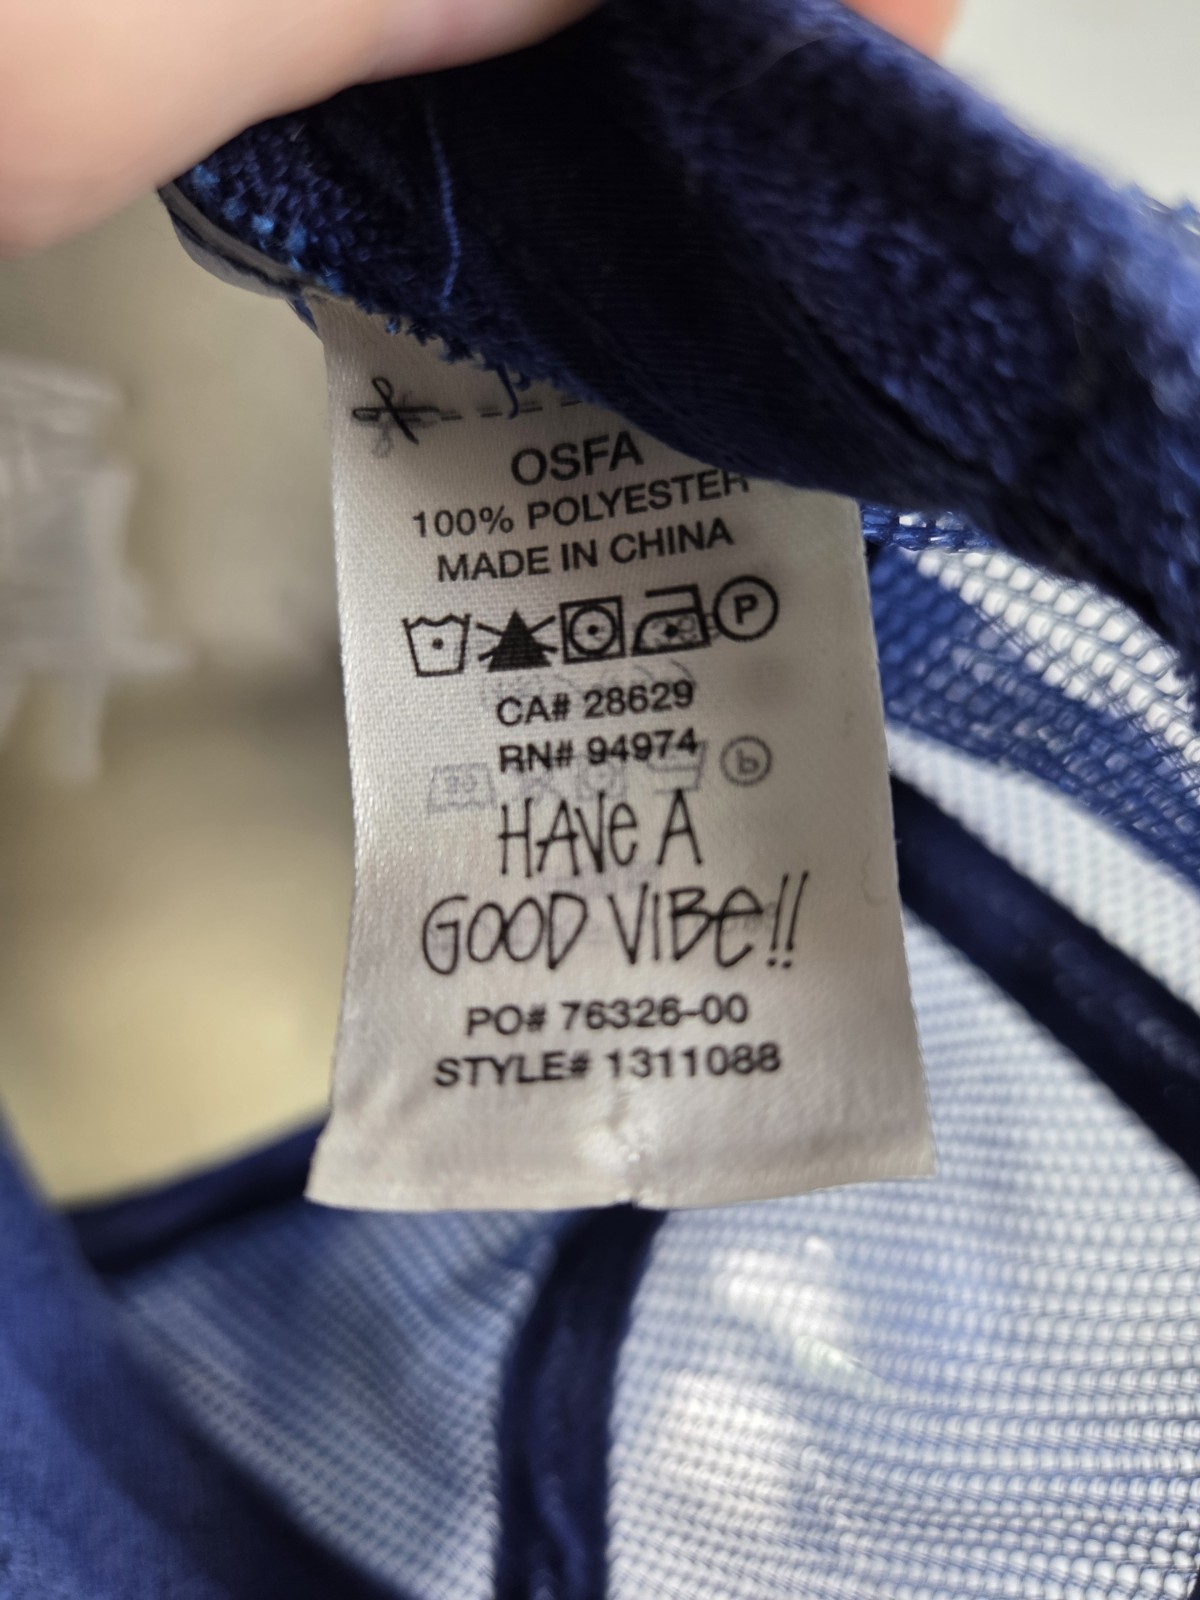 OSFA
100% POLYESTER
MADE IN CHINA
P
CA# 28629
RN# 94974
HAVe A
GOOD VIBe!!
PO# 76326-00
STYLE# 1311088